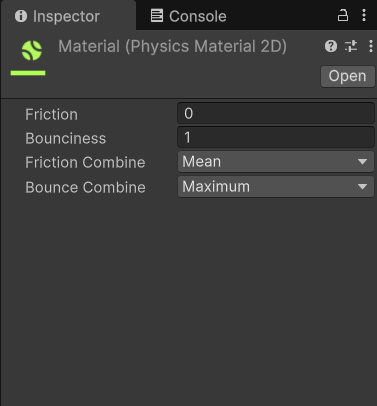 Inspector Console
Material (Physics Material 2D)
Open
Friction 0
Bounciness 1
Friction Combine Mean
Bounce Combine Maximum